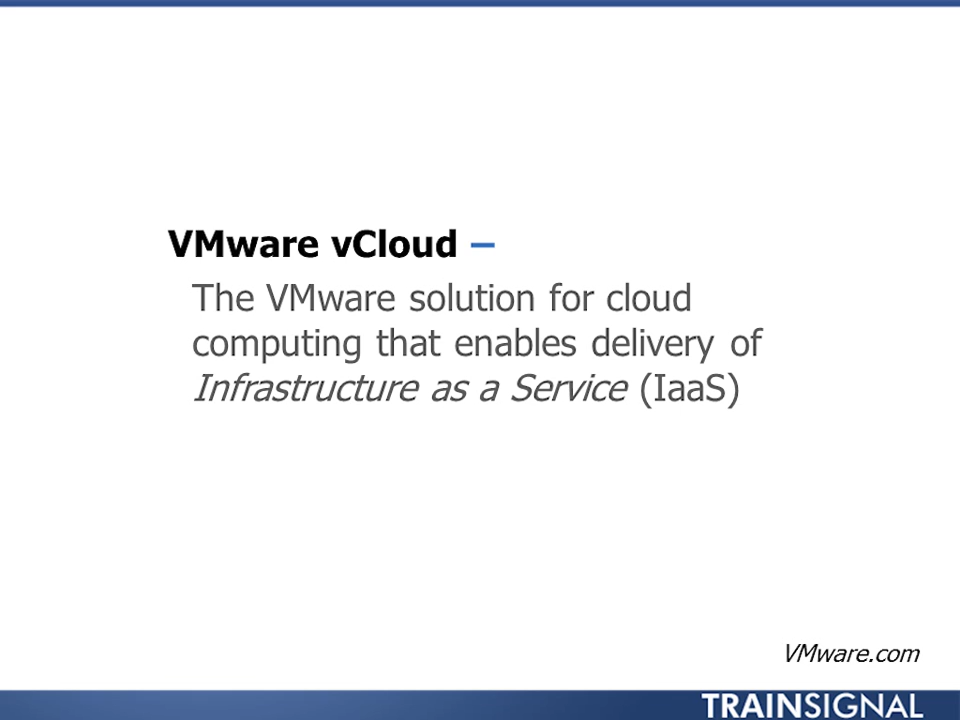 VMware vCloud –
The VMware solution for cloud
computing that enables delivery of
Infrastructure as a Service (IaaS)
VMware.com
TRAINSIGNAL